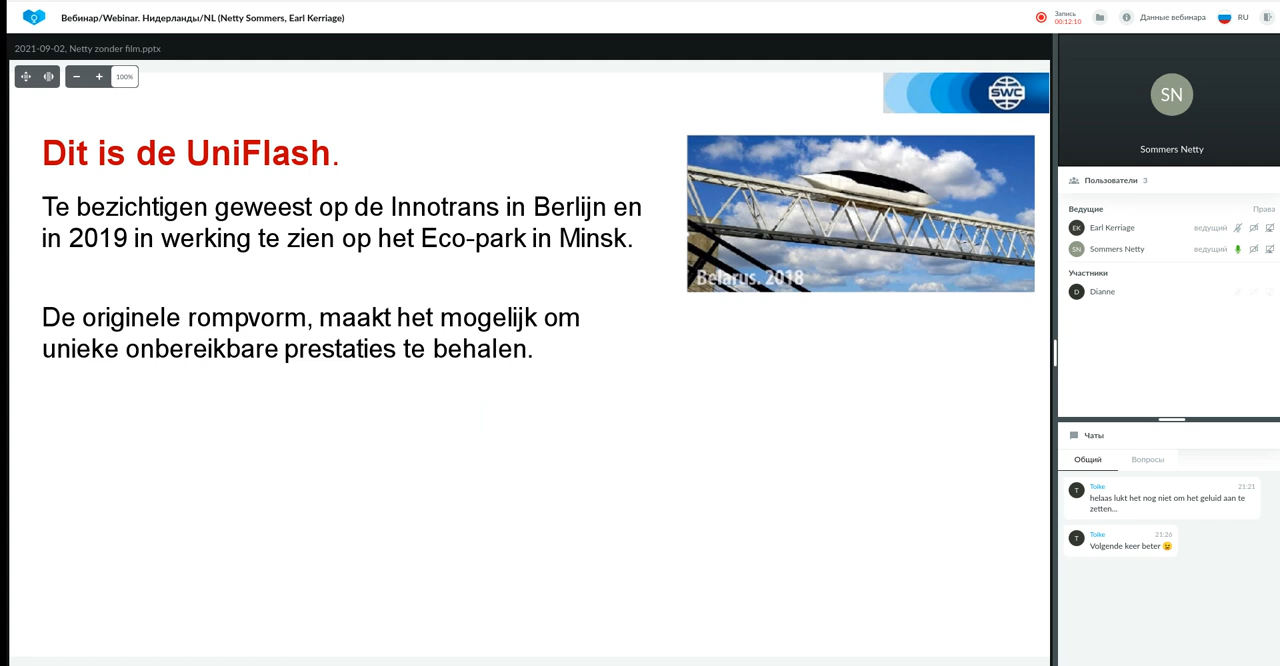 Вебинар/Webinar. Нидерланды/NL (Netty Sommers, Earl Kerriage)
Запись
00:12:10
Данные вебинара
RU
2021-09-02, Netty zonder film.pptx
100%
SWC
Dit is de UniFlash.
Te bezichtigen geweest op de Innotrans in Berlijn en
in 2019 in werking te zien op het Eco-park in Minsk.
De originele rompvorm, maakt het mogelijk om
unieke onbereikbare prestaties te behalen.
Belarus. 2018
SN
Sommers Netty
Пользователи 3
Ведущие Права
EK Earl Kerriage ведущий
SN Sommers Netty ведущий
Участники
D Dianne
Чаты
Общий Вопросы
T Toike 21:21
helaas lukt het nog niet om het geluid aan te
zetten...
T Toike 21:26
Volgende keer beter 😉